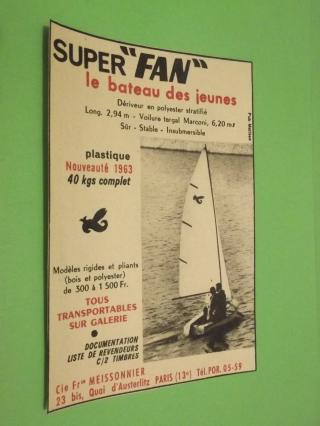 SUPER "FAN"
le bateau des jeunes
Dériveur en polyester stratifié
Long. 2,94 m - Voilure tergal Marconi, 6,20 m2
Sûr - Stable - Insubmersible
plastique
Nouveauté 1963
40 kgs complet
Modèles rigides et pliants
(bois et polyester)
de 300 à 1 500 Fr.
TOUS
TRANSPORTABLES
SUR GALERIE
DOCUMENTATION
LISTE DE REVENDEURS
C/2 TIMBRES
Cie Fse MEISSONNIER
23 bis, Quai d'Austerlitz PARIS (13e) Tél. POR. 05-59
Pub